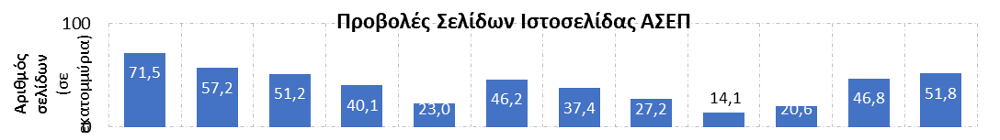 Προβολές Σελίδων Ιστοσελίδας ΑΣΕΠ
Αριθμός
σελίδων
(σε
εκατομμύρια)
100
0
71,5
57,2
51,2
40,1
23,0
46,2
37,4
27,2
14,1
20,6
46,8
51,8